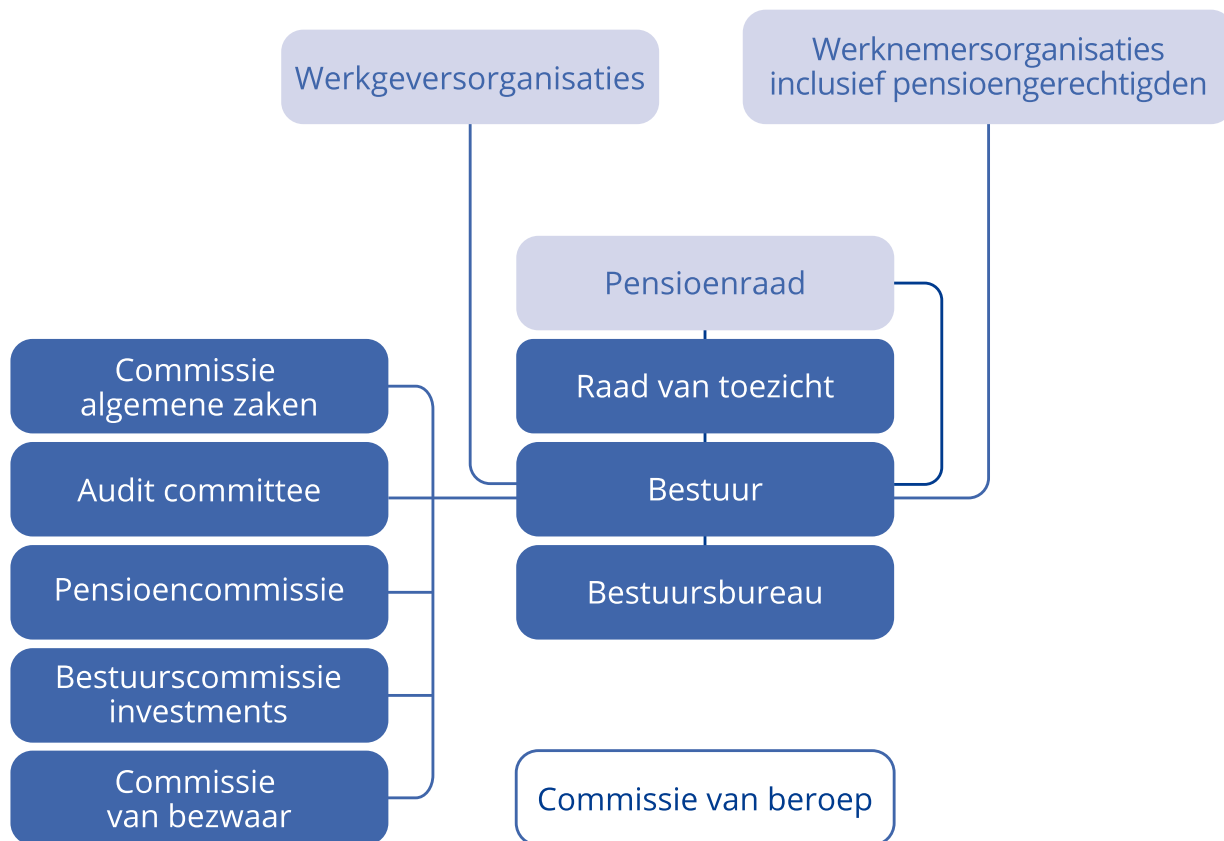 Werkgeversorganisaties
Werknemersorganisaties
inclusief pensioengerechtigden
Pensioenraad
Raad van toezicht
Bestuur
Bestuursbureau
Commissie
algemene zaken
Audit committee
Pensioencommissie
Bestuurscommissie
investments
Commissie
van bezwaar
Commissie van beroep